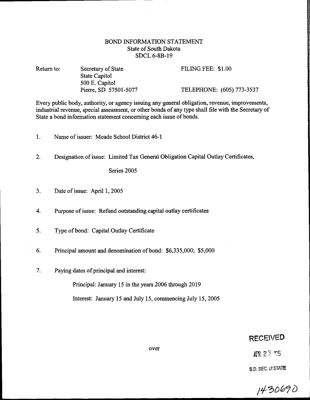 BOND INFORMATION STATEMENT
State of South Dakota
SDCL 6-8B-19
Return to: Secretary of State FILING FEE: $1.00
State Capitol
500 E. Capitol
Pierre, SD 57501-5077 TELEPHONE: (605) 773-3537
Every public body, authority, or agency issuing any general obligation, revenue, improvements,
industrial revenue, special assessment, or other bonds of any type shall file with the Secretary of
State a bond information statement concerning each issue of bonds.
1. Name of issuer: Meade School District 46-1
2. Designation of issue: Limited Tax General Obligation Capital Outlay Certificates,
Series 2005
3. Date of issue: April 1, 2005
4. Purpose of issue: Refund outstanding capital outlay certificates
5. Type of bond: Capital Outlay Certificate
6. Principal amount and denomination of bond: $6,335,000; $5,000
7. Paying dates of principal and interest:
Principal: January 15 in the years 2006 through 2019
Interest: January 15 and July 15, commencing July 15, 2005
RECEIVED
over
APR 25
S.D. SEC. OF STATE
1430690